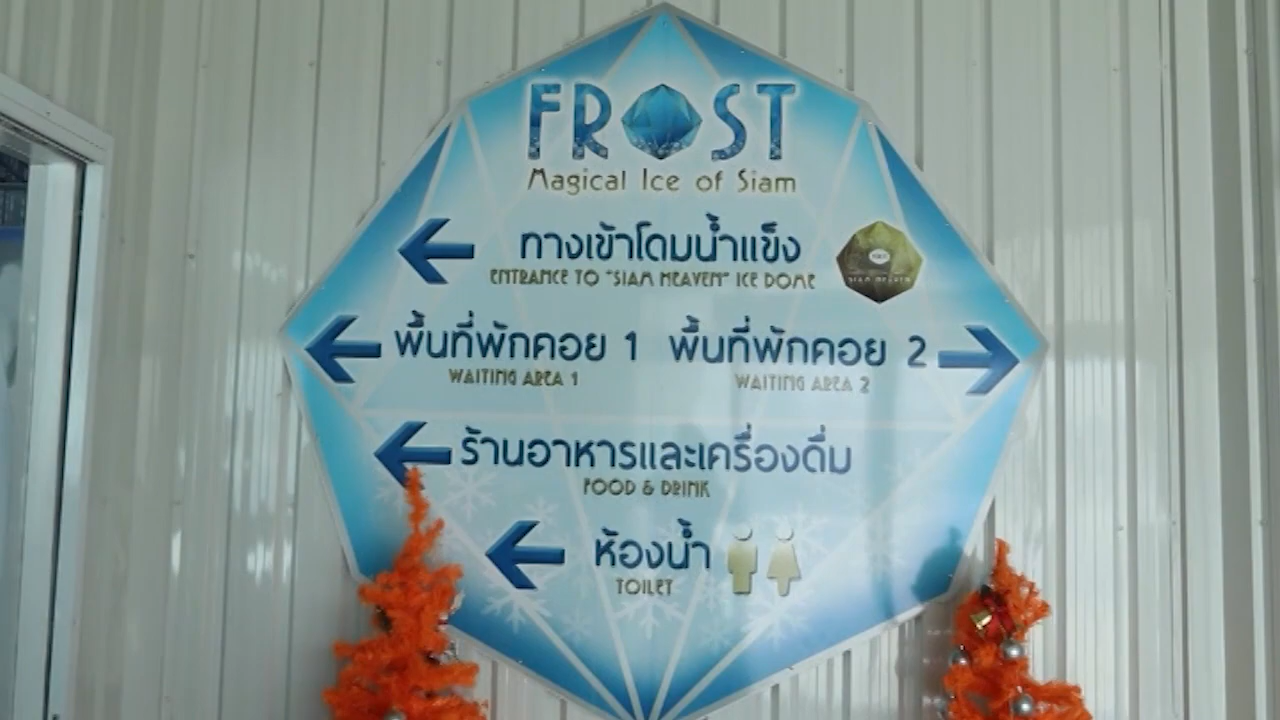 FROST
Magical Ice of Siam
ทางเข้าโดมน้ำแข็ง
ENTRANCE TO "SIAM HEAVEN" ICE DOME
SIAM HEAVEN
พื้นที่พักคอย 1 พื้นที่พักคอย 2
WAITING AREA 1 WAITING AREA 2
ร้านอาหารและเครื่องดื่ม
FOOD & DRINK
ห้องน้ำ
TOILET